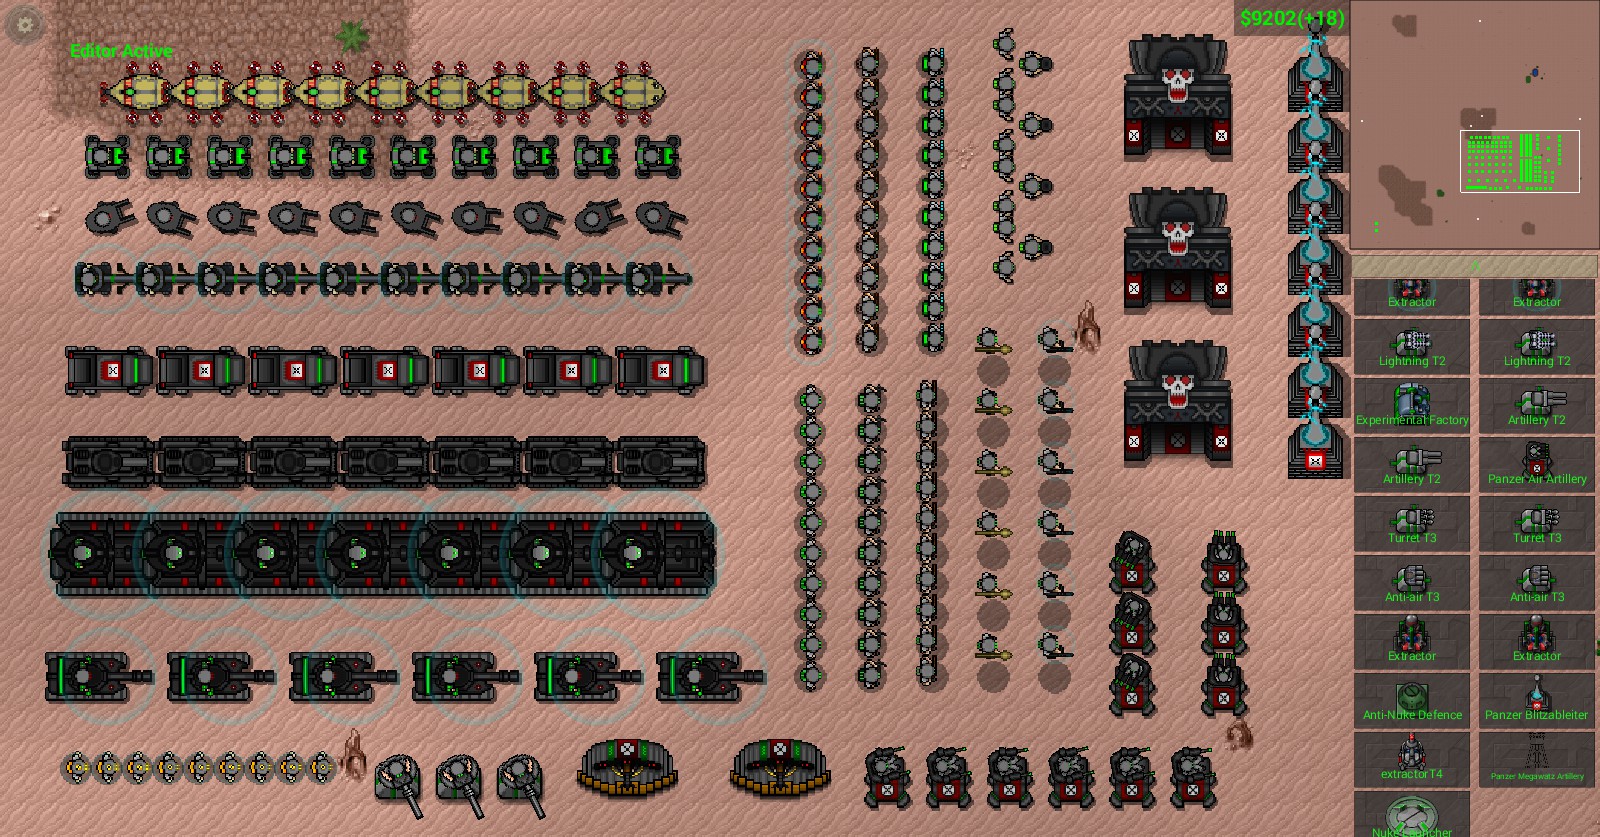 $9202(+18)
Editor Active
Extractor Extractor
Lightning T2 Lightning T2
Experimental Factory Artillery T2
Artillery T2 Panzer Air Artillery
Turret T3 Turret T3
Anti-air T3 Anti-air T3
Extractor Extractor
Anti-Nuke Defence Panzer Blitzableiter
extractorT4 Panzer Megawatz Artillery
Nuke Launcher